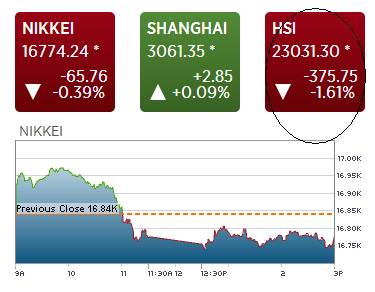 NIKKEI
16774.24 *
-65.76
-0.39%
SHANGHAI
3061.35 *
+2.85
+0.09%
HSI
23031.30 *
-375.75
-1.61%
NIKKEI
17.00K
16.95K
16.90K
16.85K
16.80K
16.75K
Previous Close 16.84K
9A 10 11 11:30A 12 12:30P 2 3P